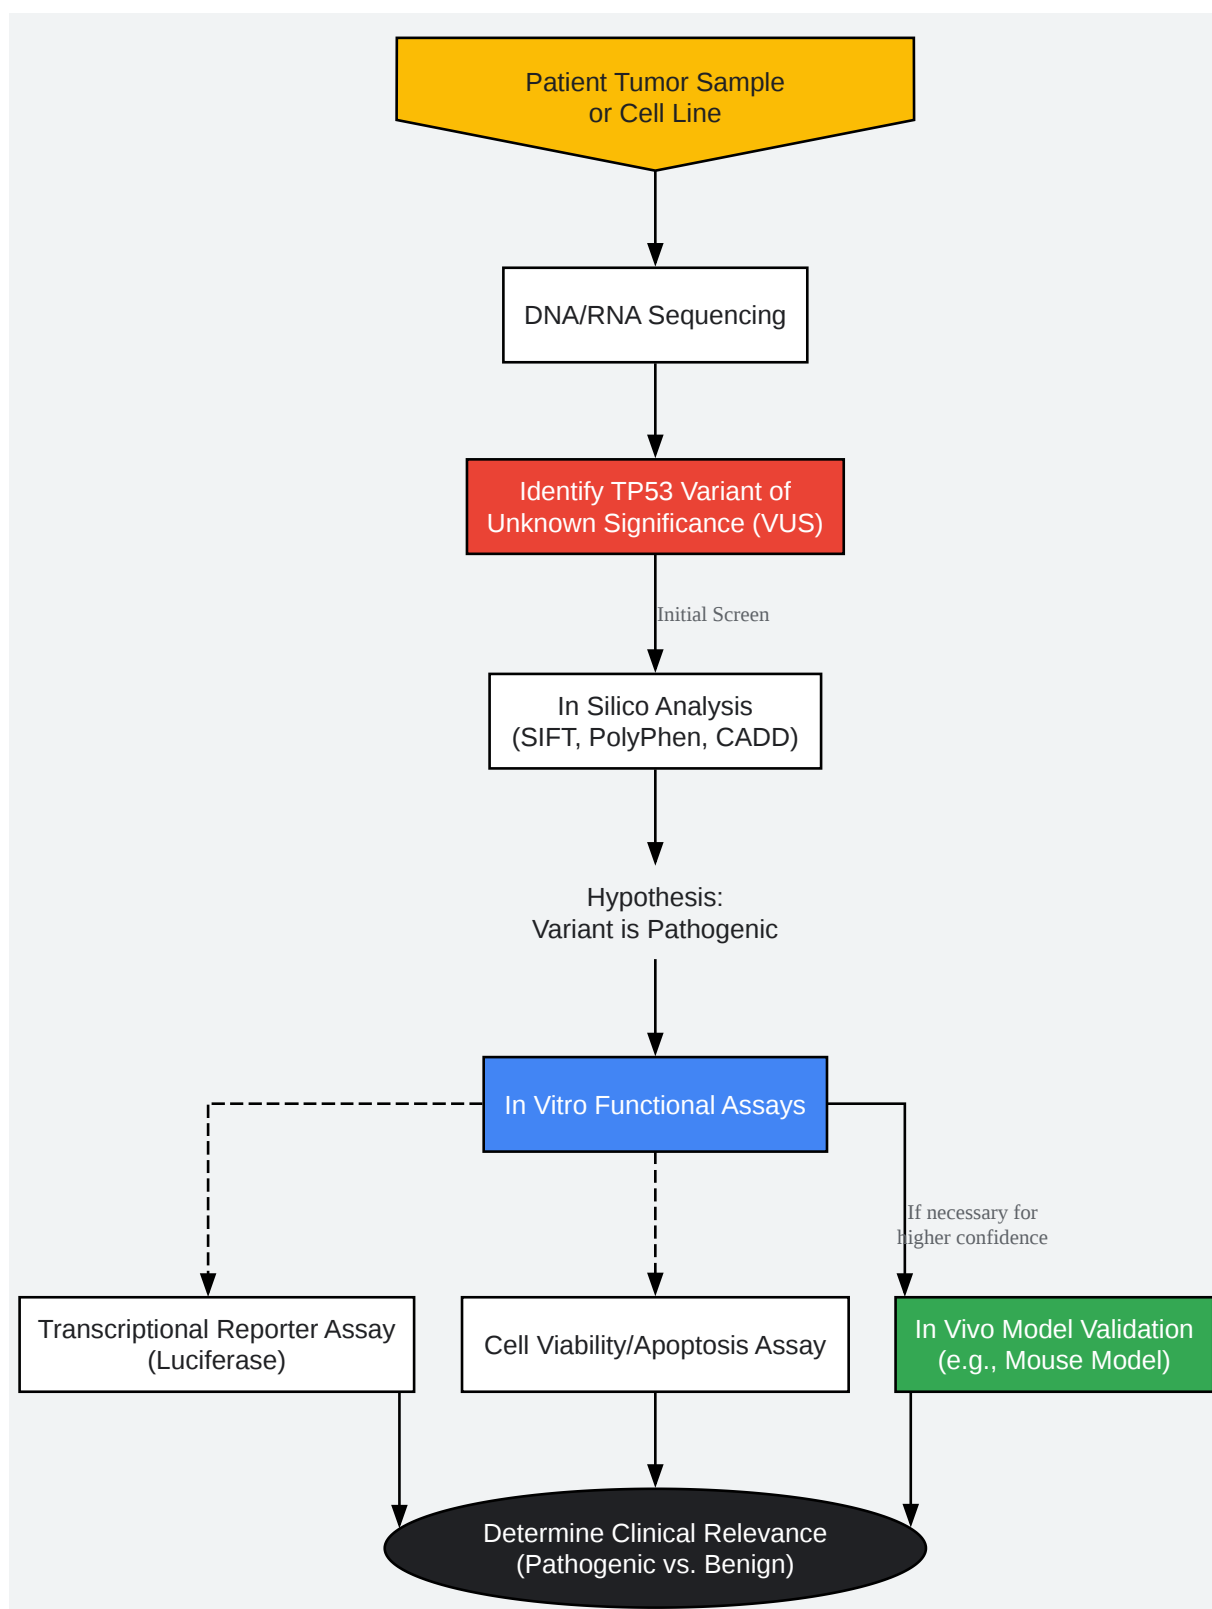 Patient Tumor Sample
or Cell Line
DNA/RNA Sequencing
Identify TP53 Variant of
Unknown Significance (VUS)
Initial Screen
In Silico Analysis
(SIFT, PolyPhen, CADD)
Hypothesis:
Variant is Pathogenic
In Vitro Functional Assays
If necessary for
higher confidence
Transcriptional Reporter Assay
(Luciferase)
Cell Viability/Apoptosis Assay
In Vivo Model Validation
(e.g., Mouse Model)
Determine Clinical Relevance
(Pathogenic vs. Benign)